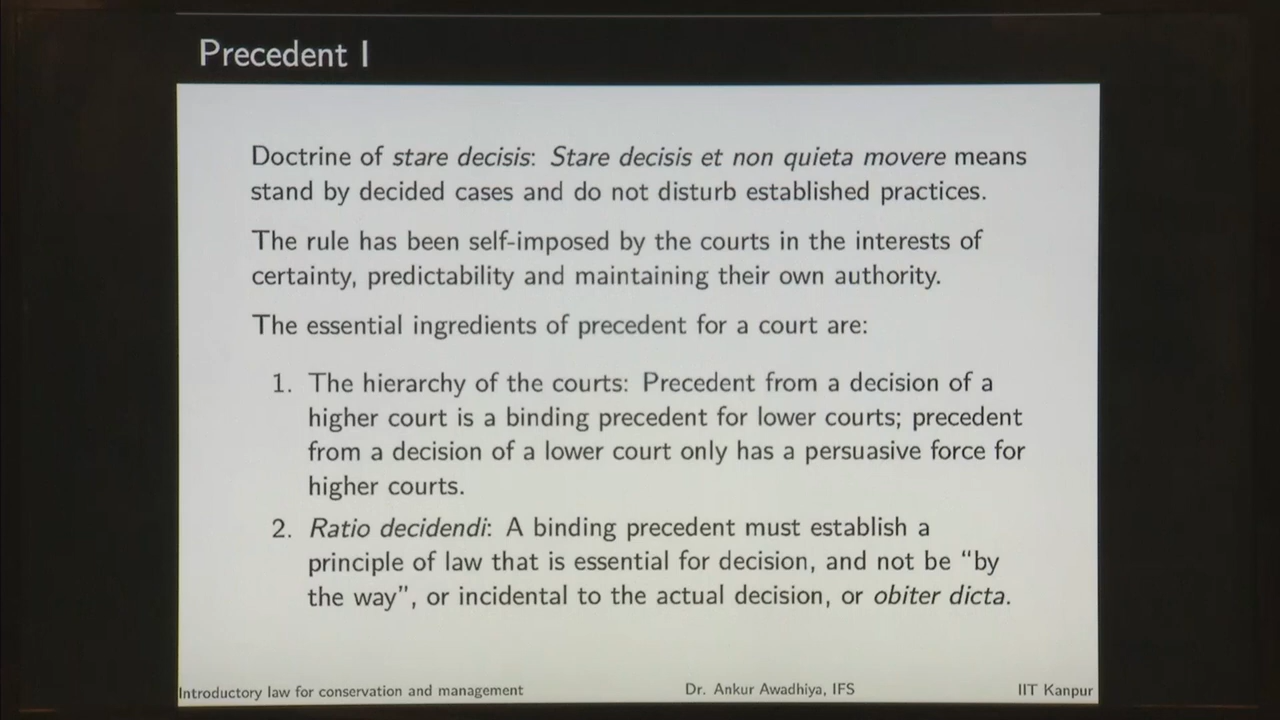 Precedent I
Doctrine of stare decisis: Stare decisis et non quieta movere means
stand by decided cases and do not disturb established practices.
The rule has been self-imposed by the courts in the interests of
certainty, predictability and maintaining their own authority.
The essential ingredients of precedent for a court are:
1. The hierarchy of the courts: Precedent from a decision of a
higher court is a binding precedent for lower courts; precedent
from a decision of a lower court only has a persuasive force for
higher courts.
2. Ratio decidendi: A binding precedent must establish a
principle of law that is essential for decision, and not be “by
the way”, or incidental to the actual decision, or obiter dicta.
Introductory law for conservation and management Dr. Ankur Awadhiya, IFS IIT Kanpur